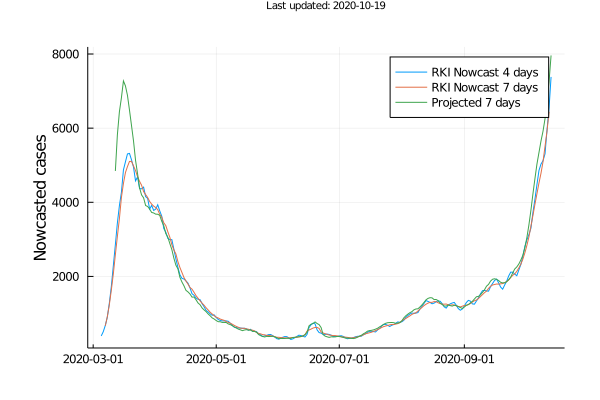 Last updated: 2020-10-19
8000
6000
4000
2000
Nowcasted cases
RKI Nowcast 4 days
RKI Nowcast 7 days
Projected 7 days
2020-03-01
2020-05-01
2020-07-01
2020-09-01